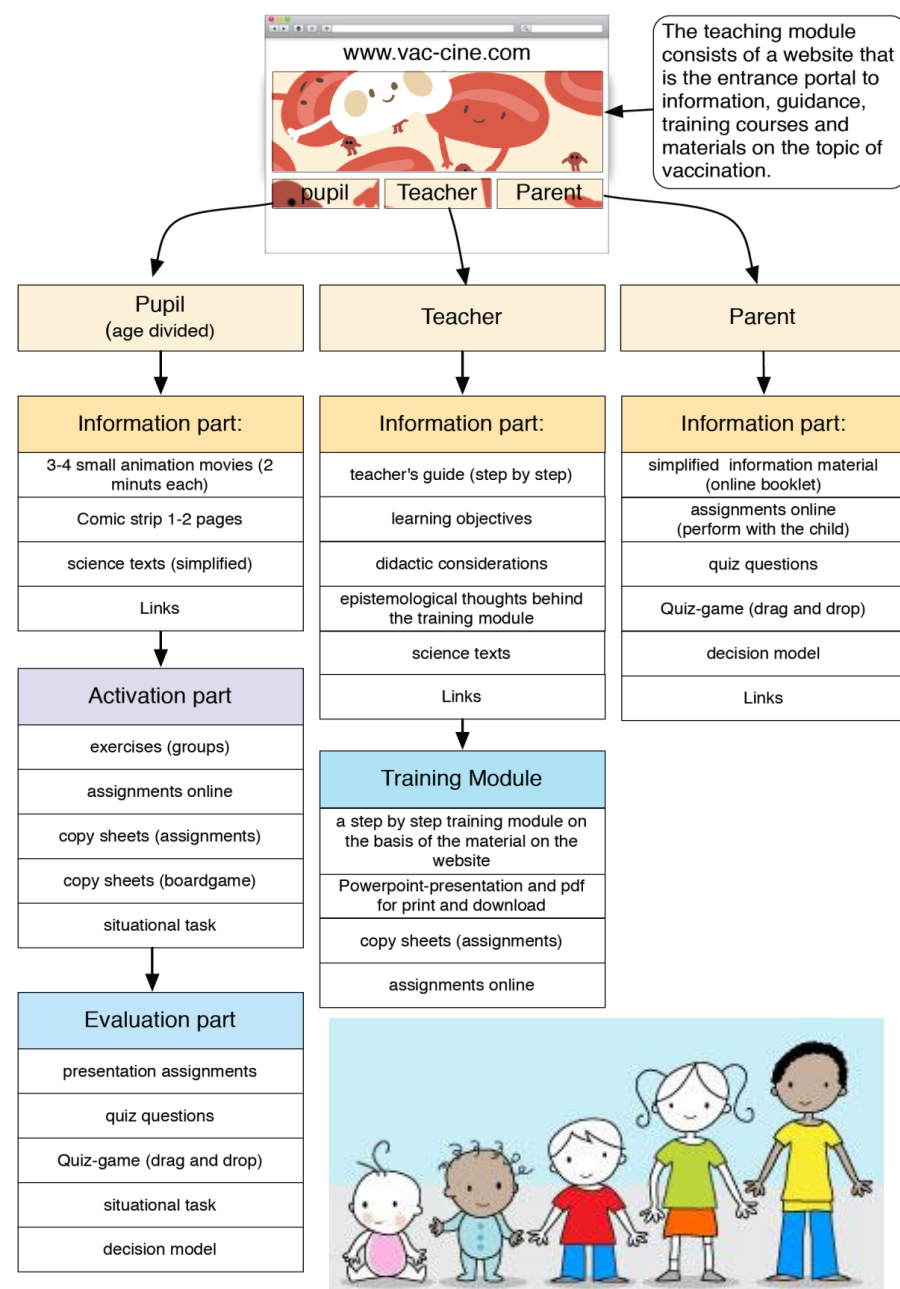 www.vac-cine.com
The teaching module
consists of a website that
is the entrance portal to
information, guidance,
training courses and
materials on the topic of
vaccination.
pupil
Teacher
Parent
Pupil
(age divided)
Information part:
3-4 small animation movies (2
minuts each)
Comic strip 1-2 pages
science texts (simplified)
Links
Activation part
exercises (groups)
assignments online
copy sheets (assignments)
copy sheets (boardgame)
situational task
Evaluation part
presentation assignments
quiz questions
Quiz-game (drag and drop)
situational task
decision model
Teacher
Information part:
teacher's guide (step by step)
learning objectives
didactic considerations
epistemological thoughts behind
the training module
science texts
Links
Training Module
a step by step training module on
the basis of the material on the
website
Powerpoint-presentation and pdf
for print and download
copy sheets (assignments)
assignments online
Parent
Information part:
simplified information material
(online booklet)
assignments online
(perform with the child)
quiz questions
Quiz-game (drag and drop)
decision model
Links